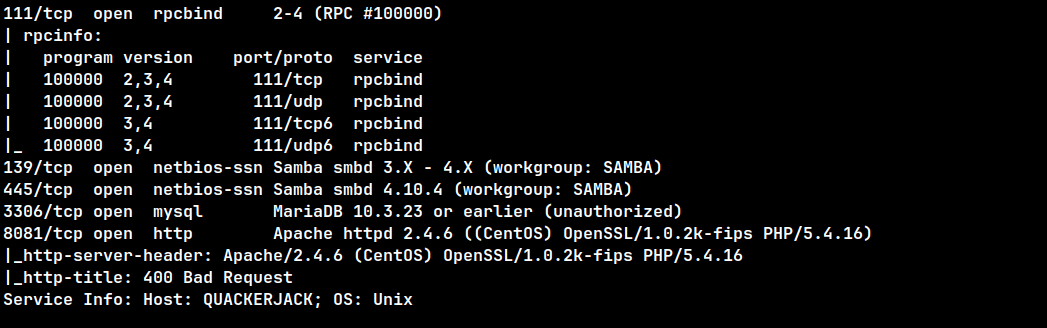 111/tcp  open  rpcbind     2-4 (RPC #100000)
| rpcinfo:
|   program version    port/proto  service
|   100000  2,3,4        111/tcp   rpcbind
|   100000  2,3,4        111/udp   rpcbind
|   100000  3,4          111/tcp6  rpcbind
|_  100000  3,4          111/udp6  rpcbind
139/tcp  open  netbios-ssn Samba smbd 3.X - 4.X (workgroup: SAMBA)
445/tcp  open  netbios-ssn Samba smbd 4.10.4 (workgroup: SAMBA)
3306/tcp open  mysql       MariaDB 10.3.23 or earlier (unauthorized)
8081/tcp open  http        Apache httpd 2.4.6 ((CentOS) OpenSSL/1.0.2k-fips PHP/5.4.16)
|_http-server-header: Apache/2.4.6 (CentOS) OpenSSL/1.0.2k-fips PHP/5.4.16
|_http-title: 400 Bad Request
Service Info: Host: QUACKERJACK; OS: Unix